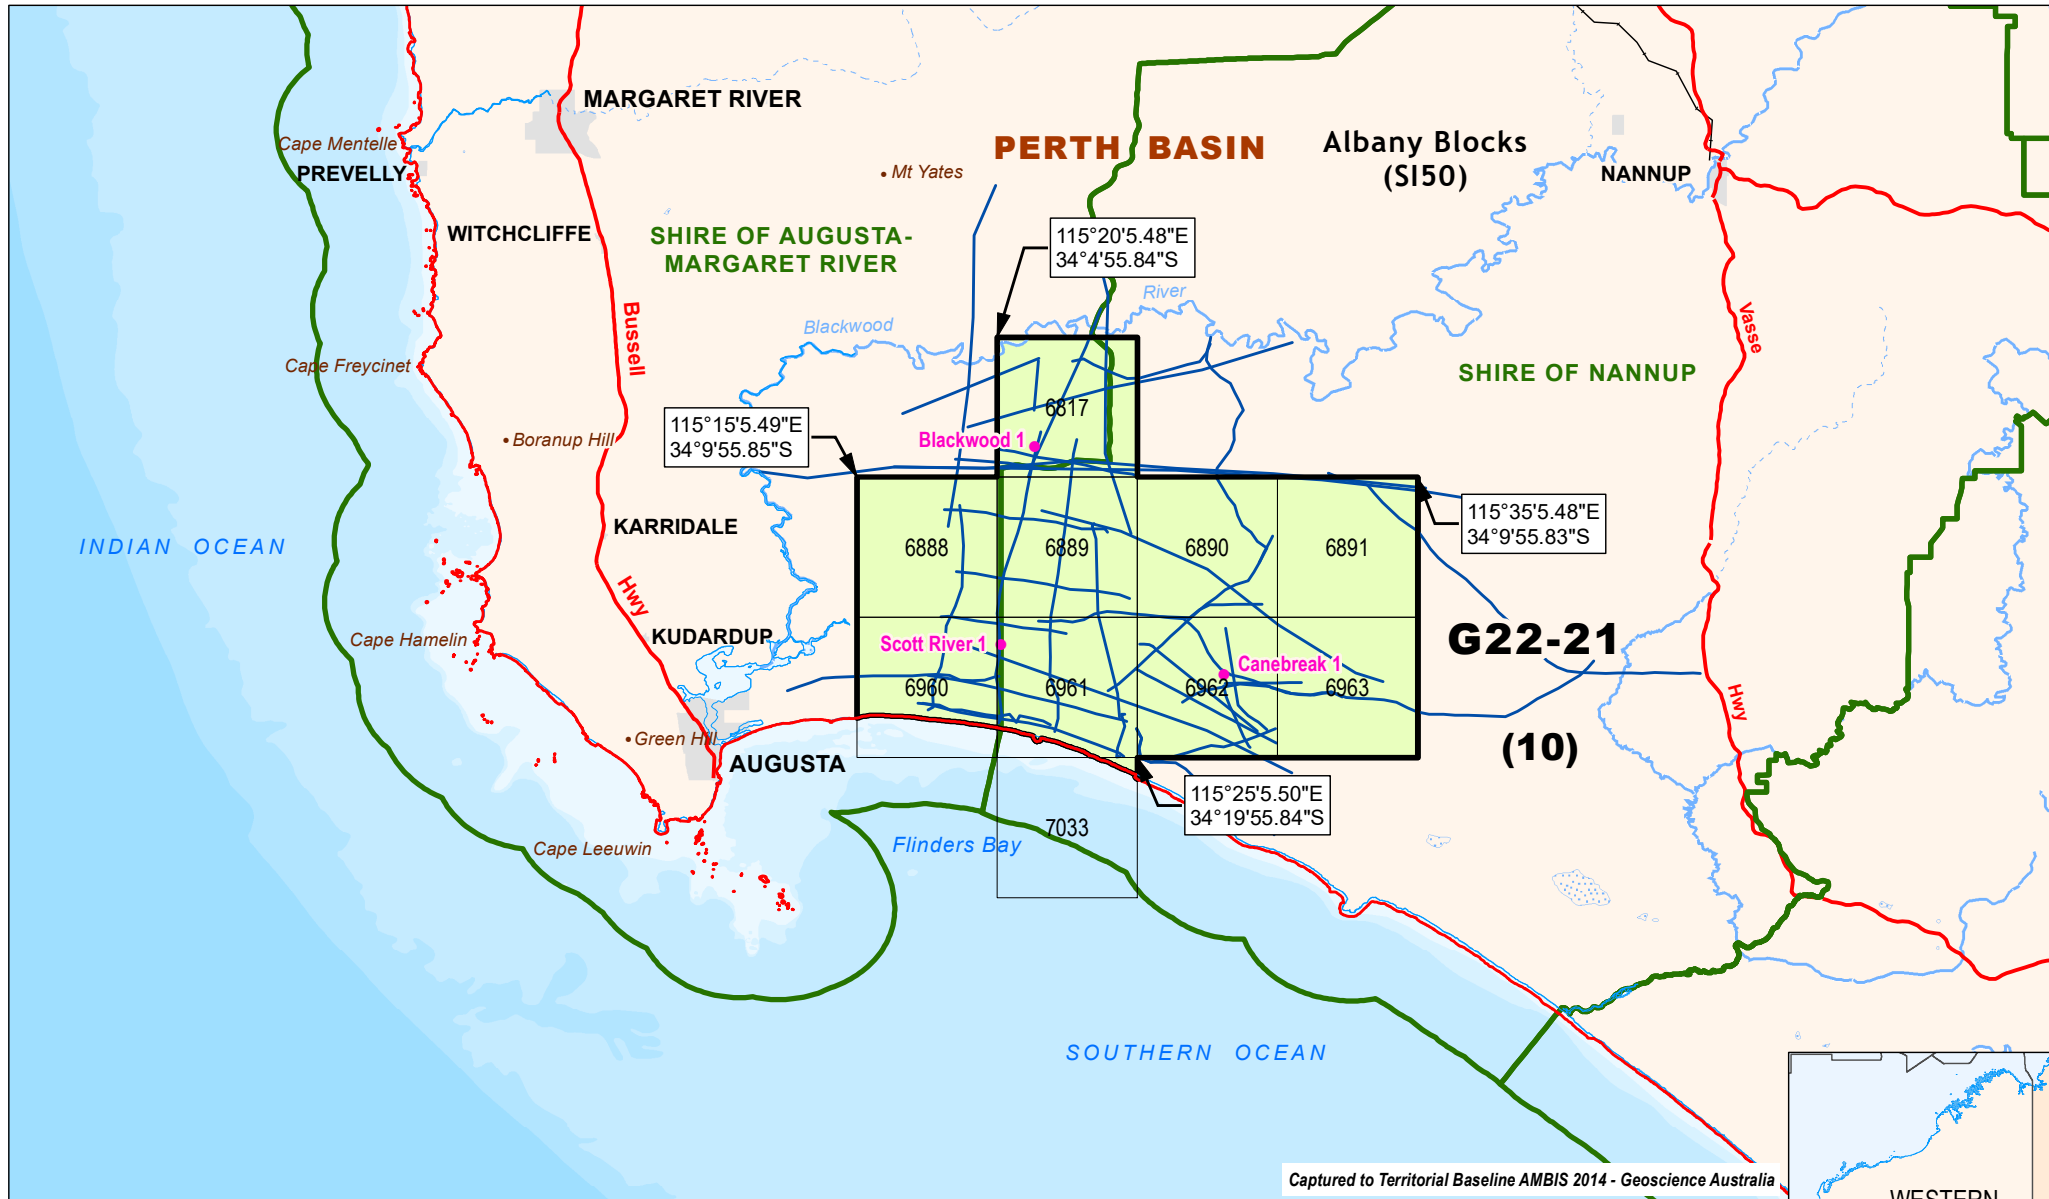 MARGARET RIVER
Cape Mentelle
PREVELLY
WITCHCLIFFE
PERTH BASIN
Mt Yates
Albany Blocks
(SI50)
NANNUP
SHIRE OF AUGUSTA-
MARGARET RIVER
115°20'5.48"E
34°4'55.84"S
River
Blackwood
Bussell
Vasse
Cape Freycinet
SHIRE OF NANNUP
115°15'5.49"E
34°9'55.85"S
Boranup Hill
6817
Blackwood 1
INDIAN OCEAN
KARRIDALE
6888
6889
6890
6891
115°35'5.48"E
34°9'55.83"S
Hwy
Cape Hamelin
KUDARDUP
Scott River 1
Canebreak 1
G22-21
6960
6961
6962
6963
Hwy
Green Hill
AUGUSTA
(10)
115°25'5.50"E
34°19'55.84"S
7033
Cape Leeuwin
Flinders Bay
SOUTHERN OCEAN
Captured to Territorial Baseline AMBIS 2014 - Geoscience Australia
WESTERN